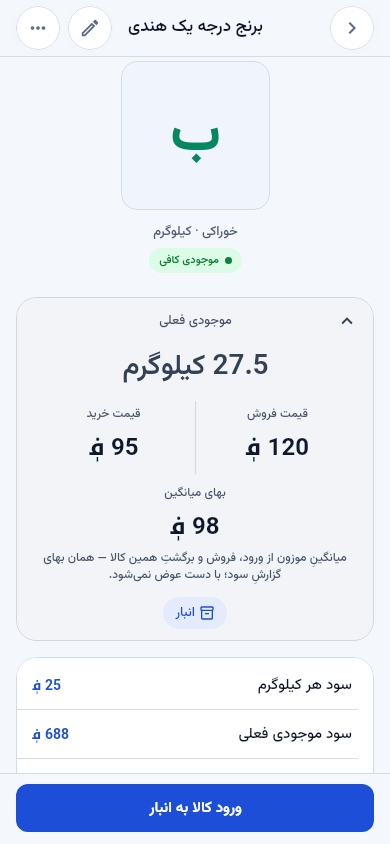 برنج درجه یک هندی
ب
خوراکی · کیلوگرم
موجودی کافی
موجودی فعلی
27.5 کیلوگرم
قیمت فروش
120 ؋
قیمت خرید
95 ؋
بهای میانگین
98 ؋
میانگینِ موزون از ورود، فروش و برگشتِ همین کالا — همان بهای
گزارشِ سود؛ با دست عوض نمی‌شود.
انبار
سود هر کیلوگرم
25 ؋
سود موجودی فعلی
688 ؋
ورود کالا به انبار